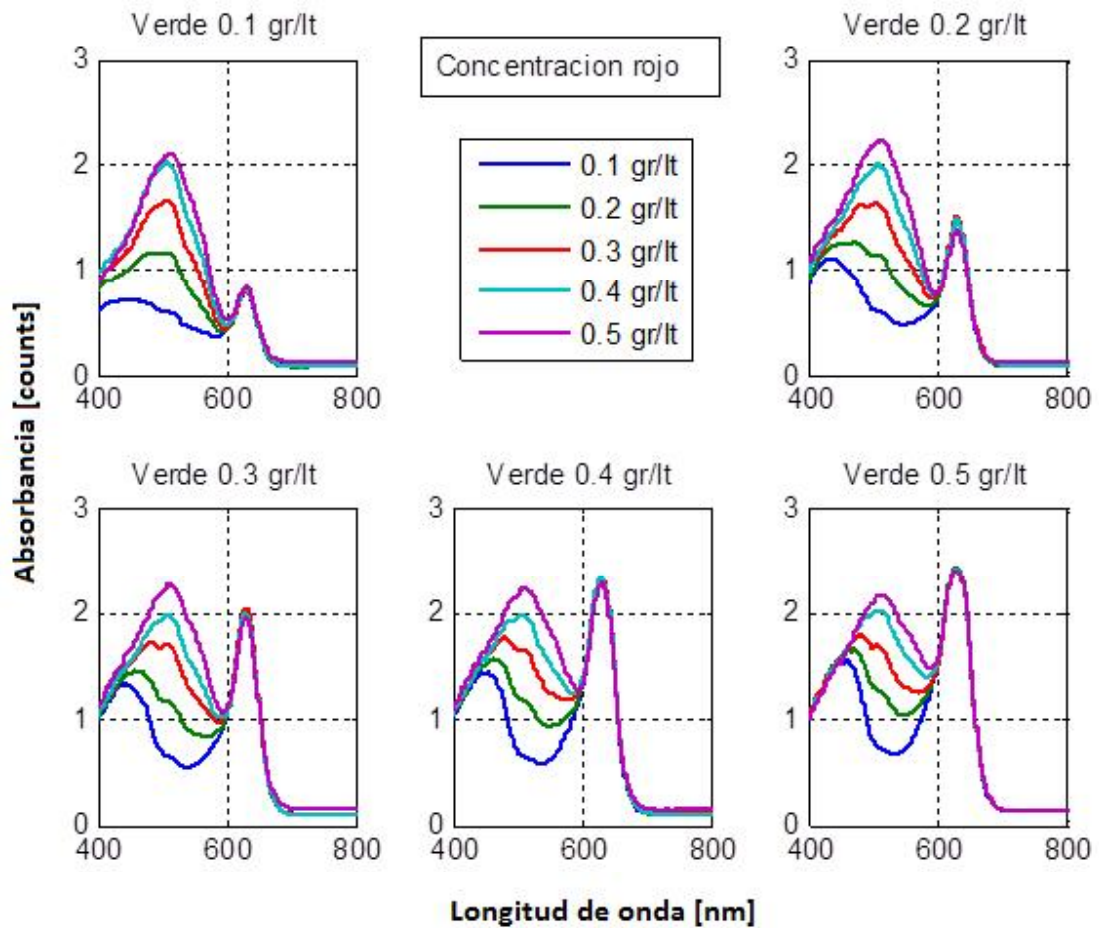 Verde 0.1 gr/lt
Verde 0.2 gr/lt
Concentracion rojo
0.1 gr/lt
0.2 gr/lt
0.3 gr/lt
0.4 gr/lt
0.5 gr/lt
3
2
1
0
400
600
800
3
2
1
0
400
600
800
Absorbancia [counts]
Verde 0.3 gr/lt
Verde 0.4 gr/lt
Verde 0.5 gr/lt
3
2
1
0
400
600
800
3
2
1
0
400
600
800
3
2
1
0
400
600
800
Longitud de onda [nm]